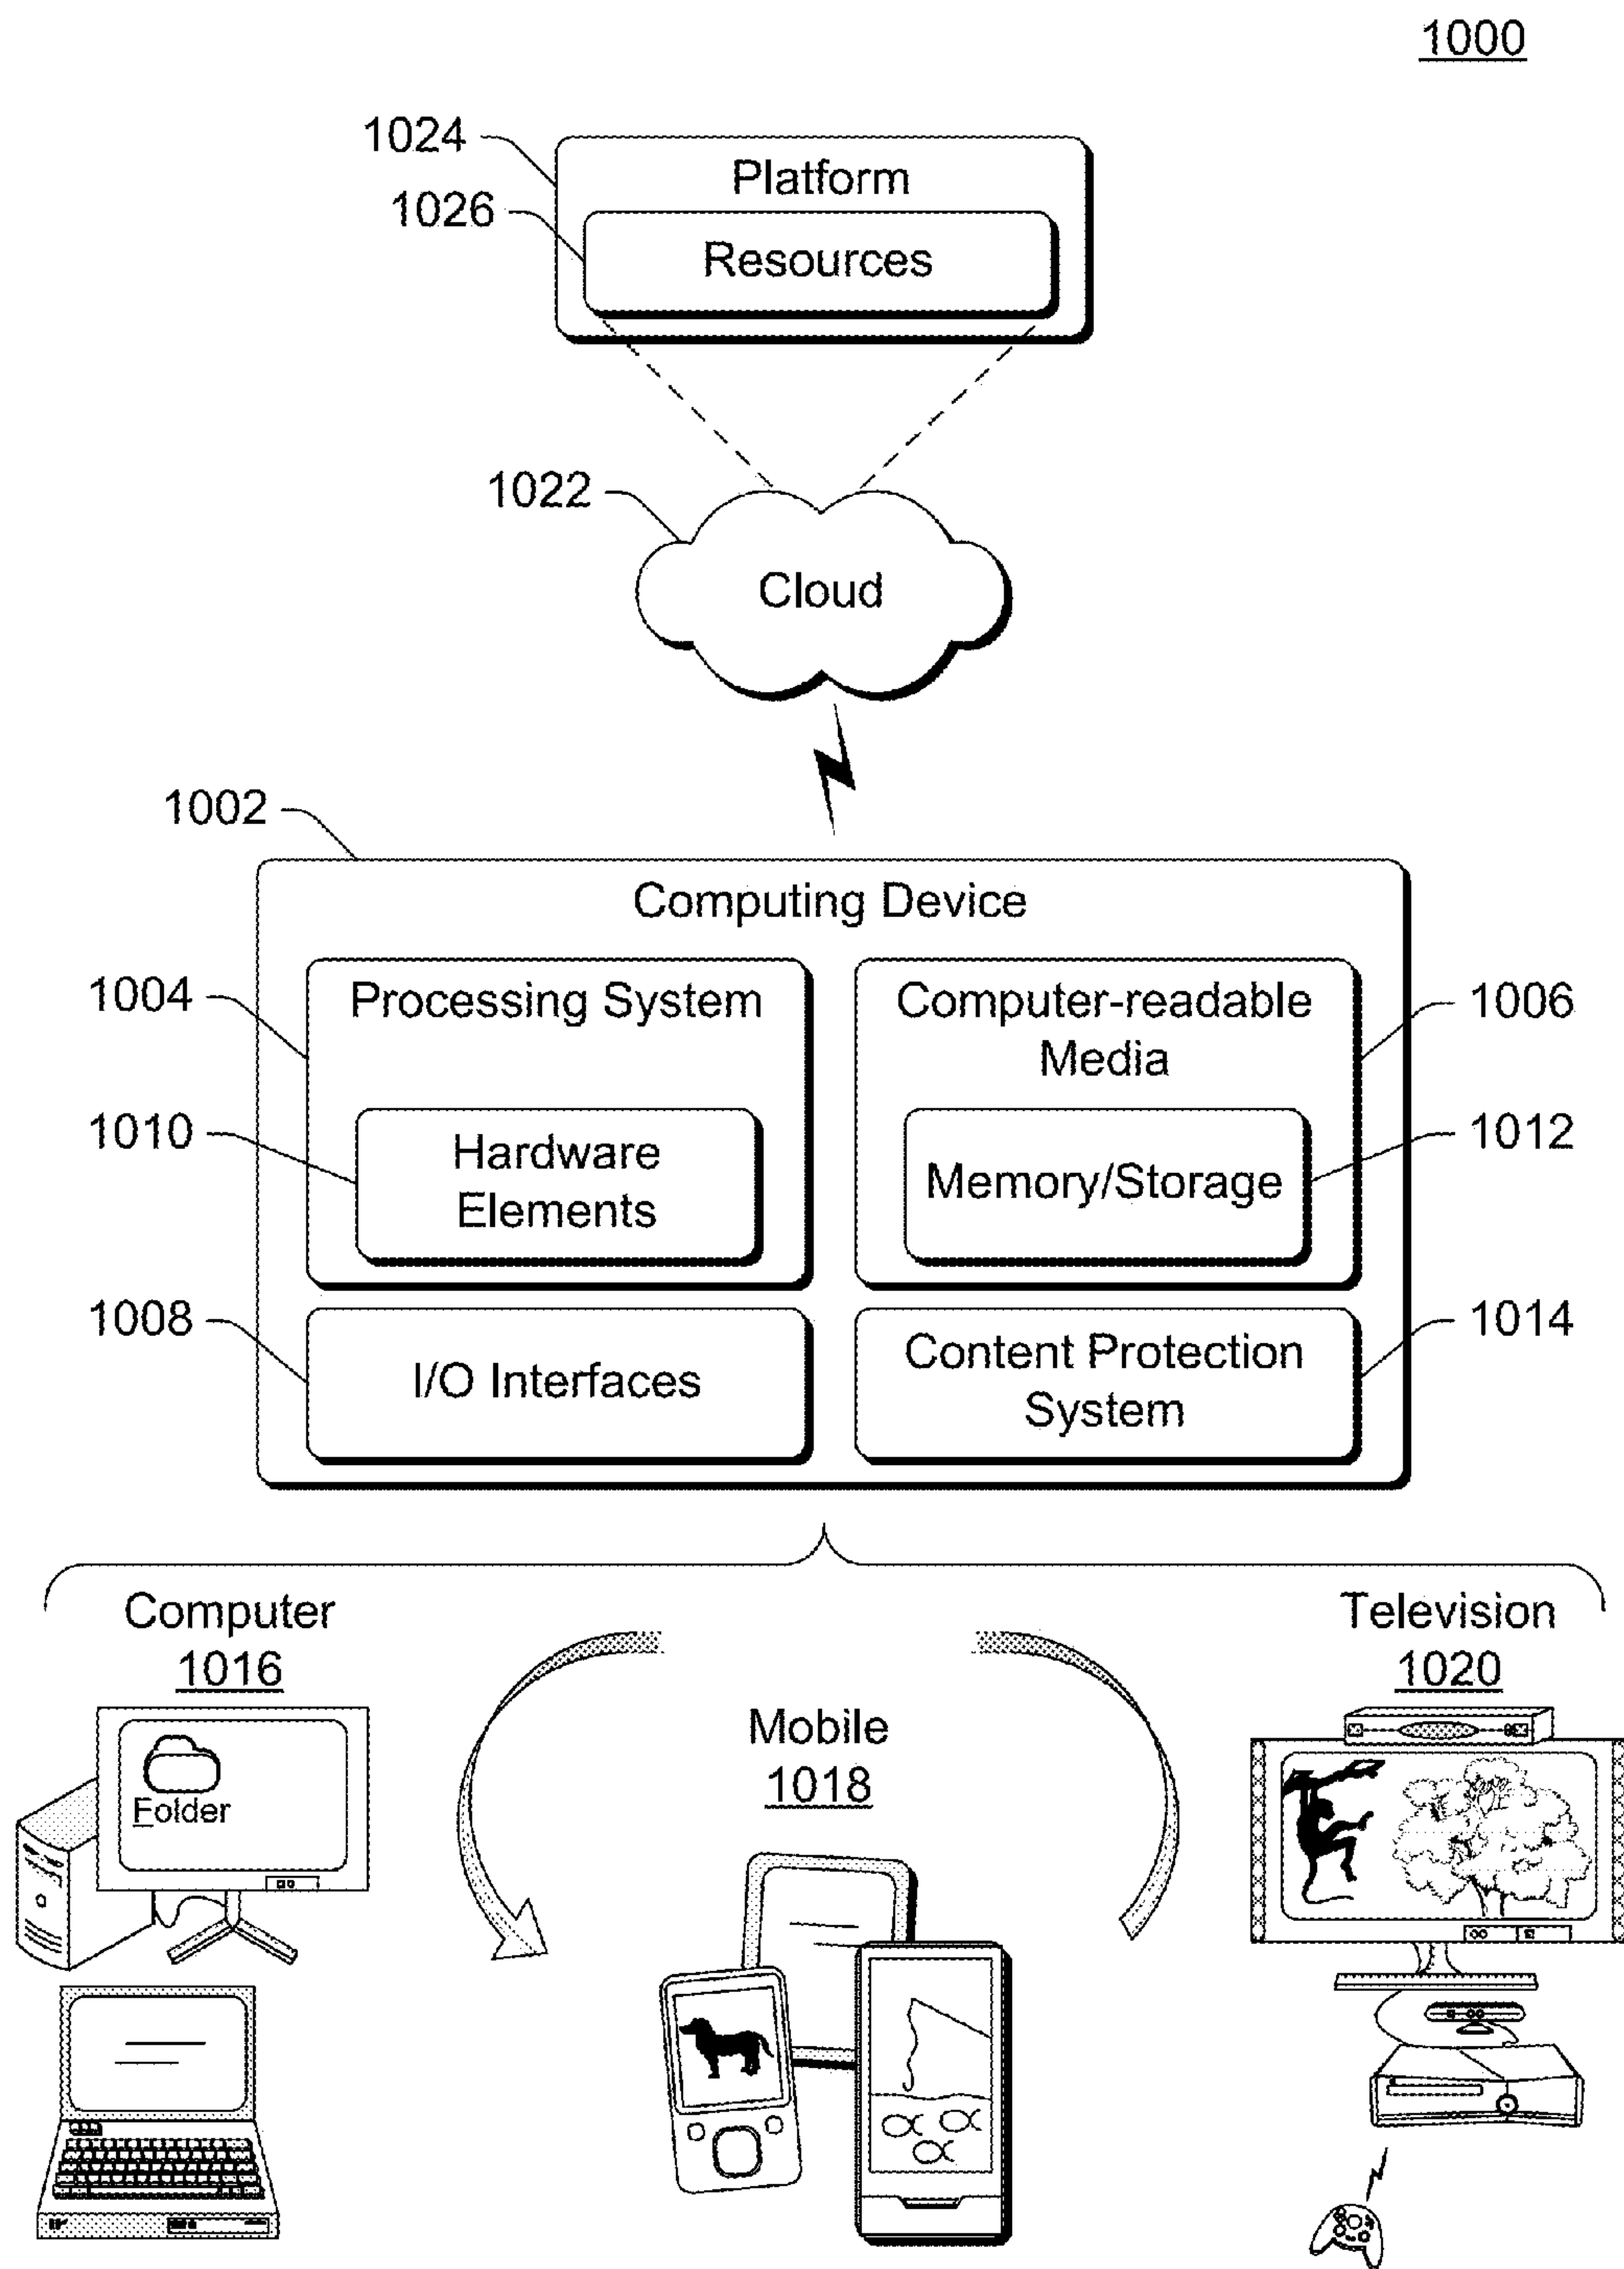 1000
1024
Platform
1026
Resources
1022
Cloud
1002
Computing Device
1004
Processing System
Computer-readable
Media
1006
1010
Hardware
Elements
Memory/Storage
1012
1008
I/O Interfaces
Content Protection
System
1014
Computer
1016
Folder
Mobile
1018
Television
1020